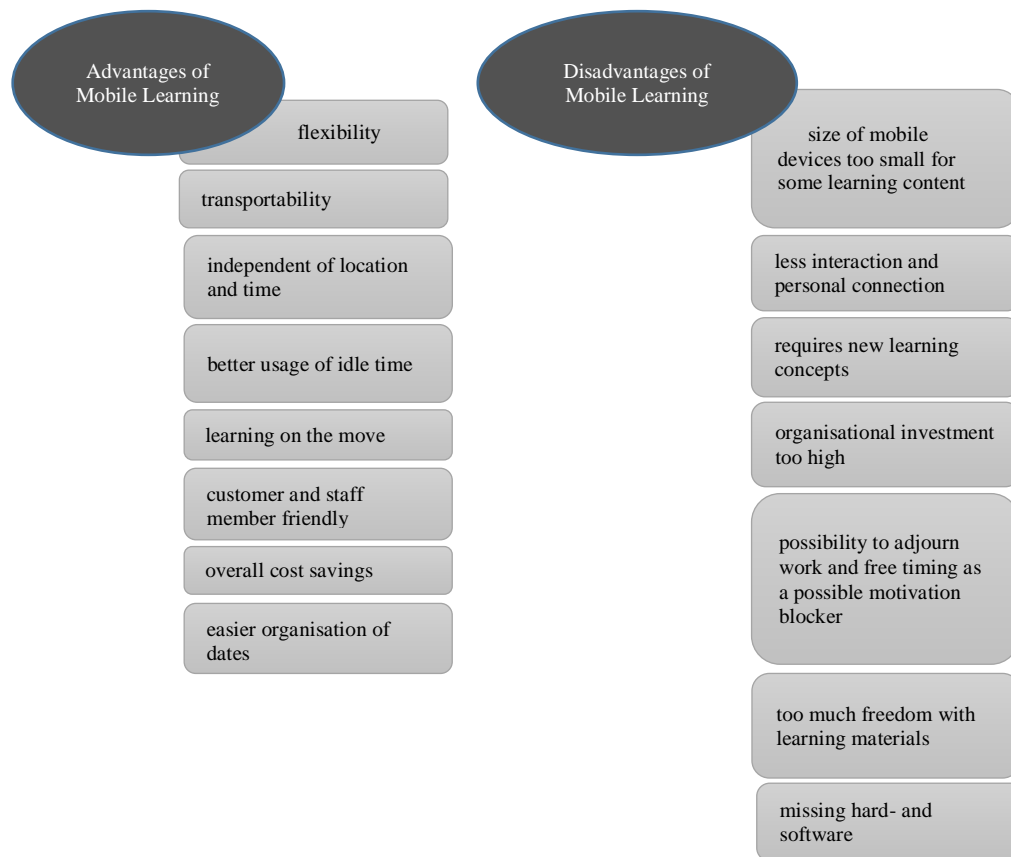 Advantages of
Mobile Learning
flexibility
transportability
independent of location
and time
better usage of idle time
learning on the move
customer and staff
member friendly
overall cost savings
easier organisation of
dates
Disadvantages of
Mobile Learning
size of mobile
devices too small for
some learning content
less interaction and
personal connection
requires new learning
concepts
organisational investment
too high
possibility to adjourn
work and free timing as
a possible motivation
blocker
too much freedom with
learning materials
missing hard- and
software